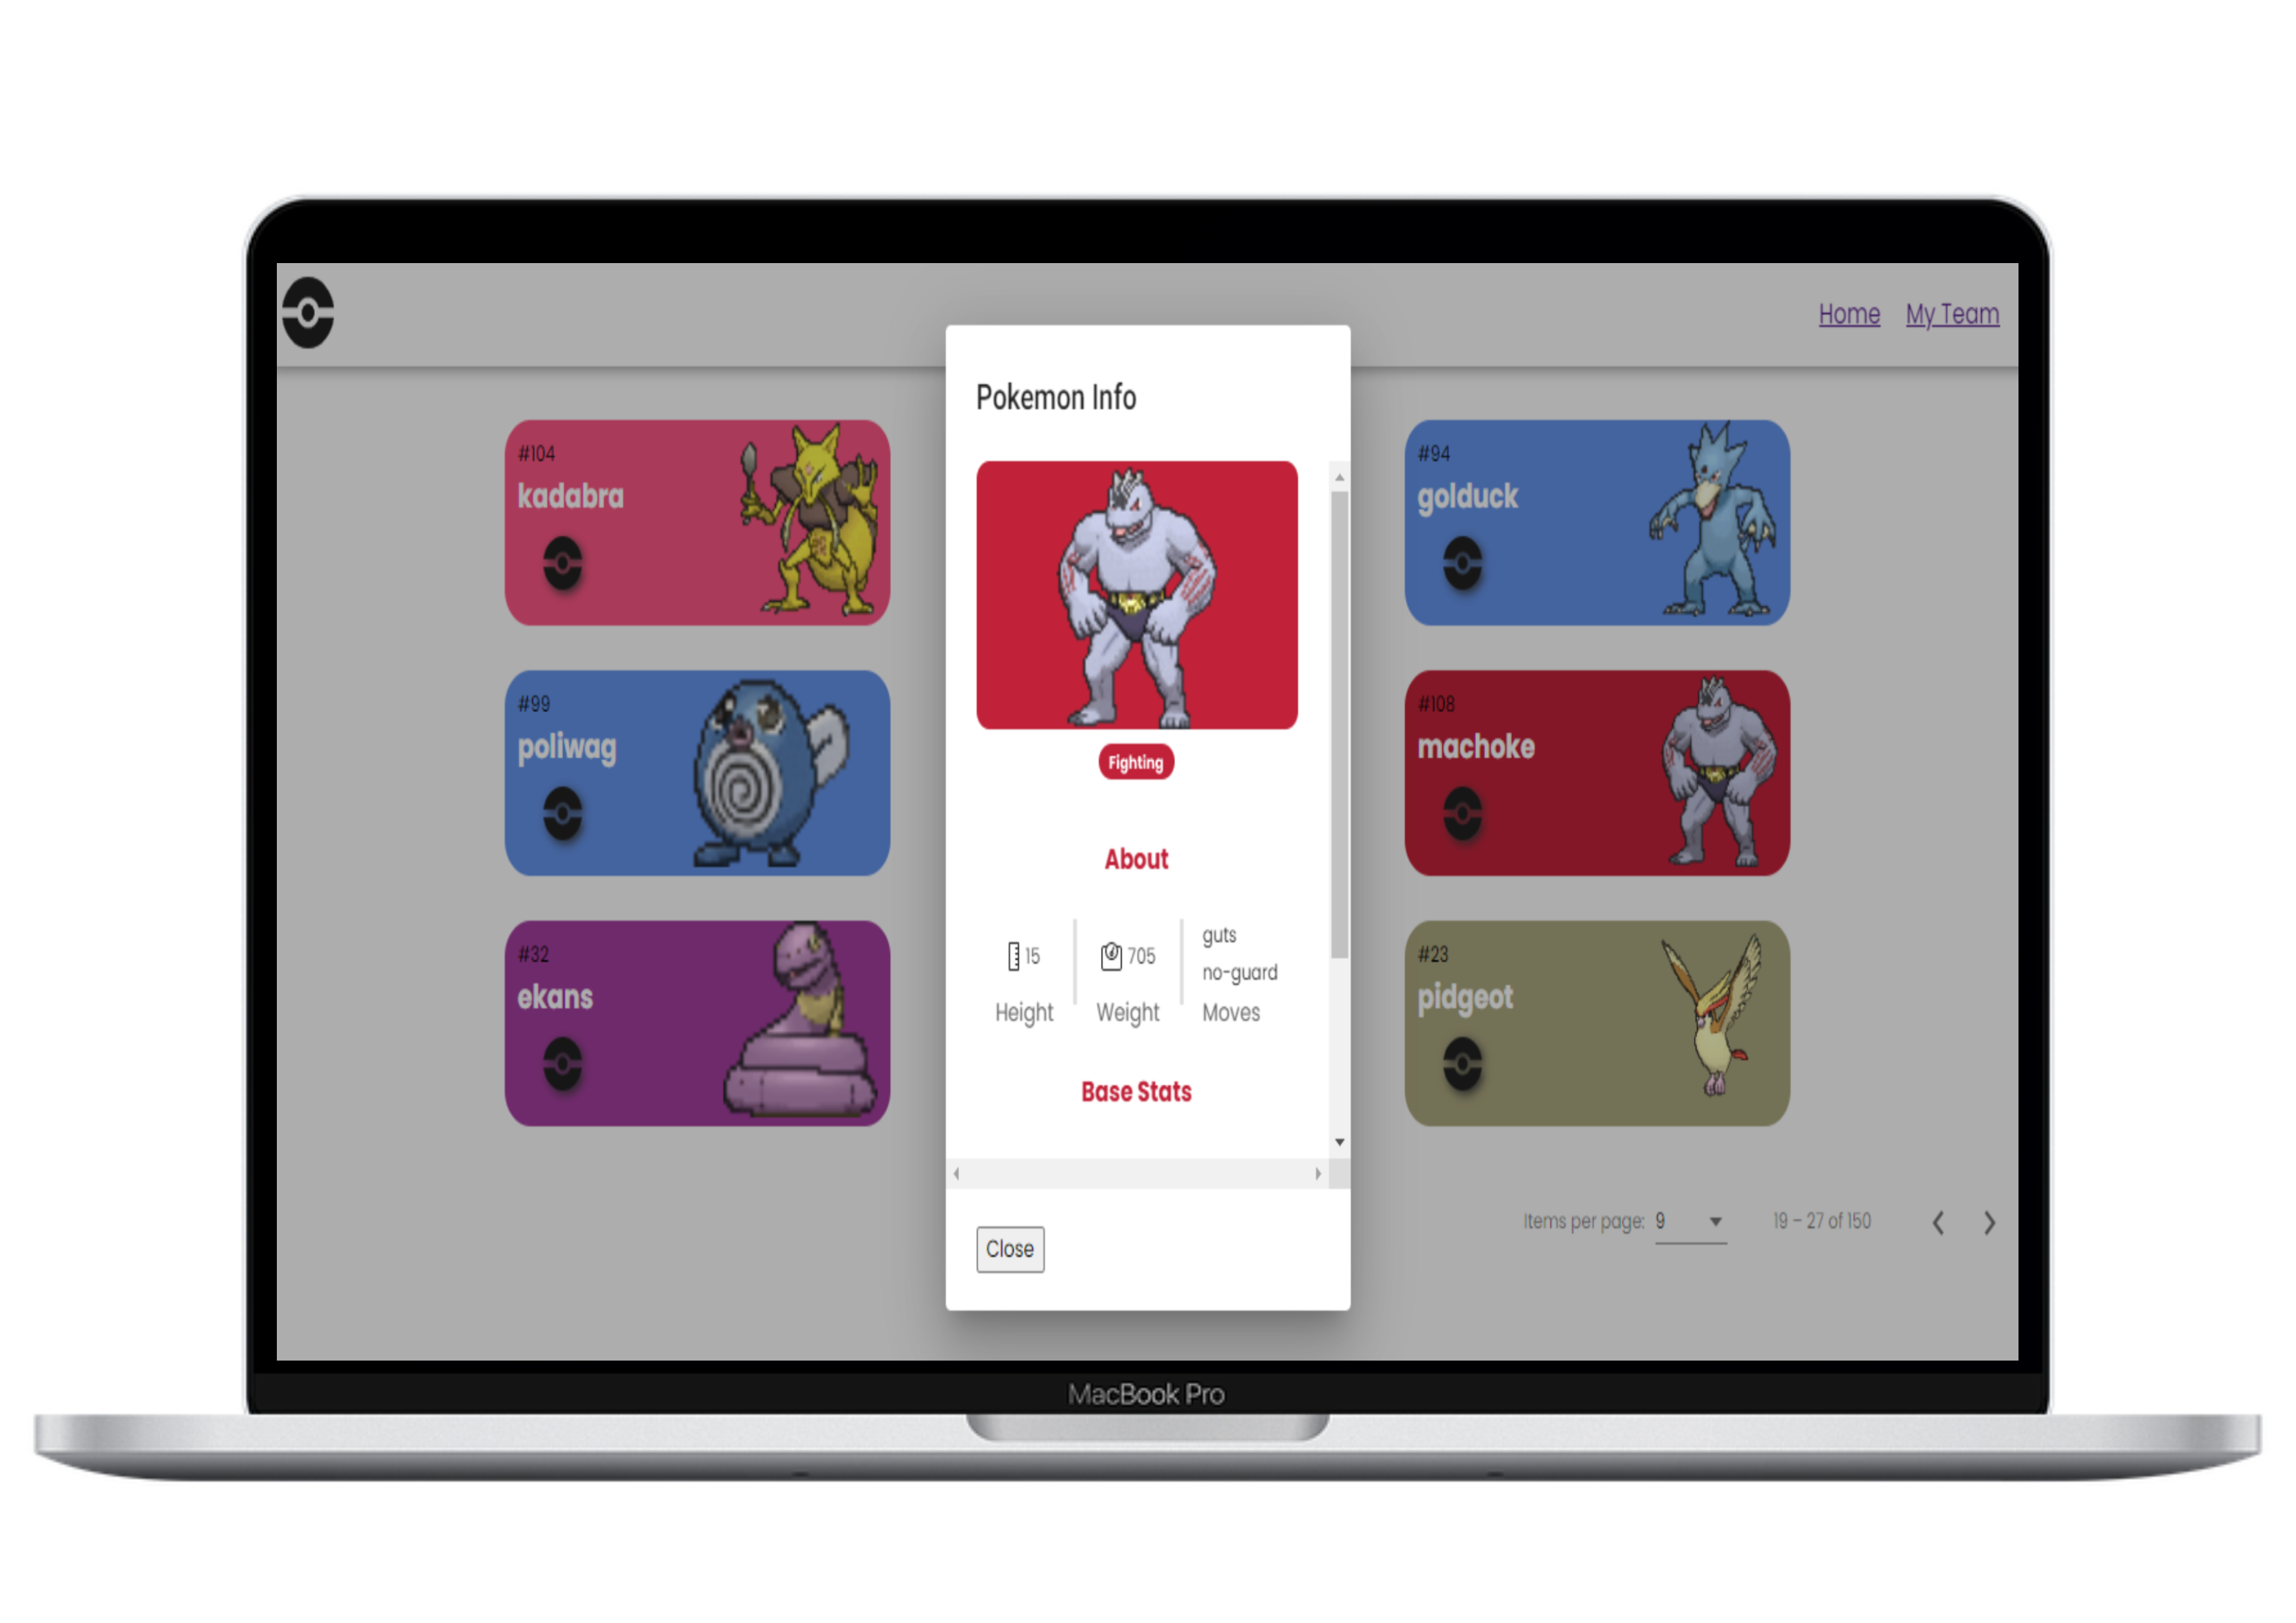 Home My Team
#104
kadabra
#99
poliwag
#32
ekans
Pokemon Info
Fighting
About
15
Height
705
Weight
guts
no-guard
Moves
Base Stats
Close
#94
golduck
#108
machoke
#23
pidgeot
Items per page: 9 19 – 27 of 150
MacBook Pro